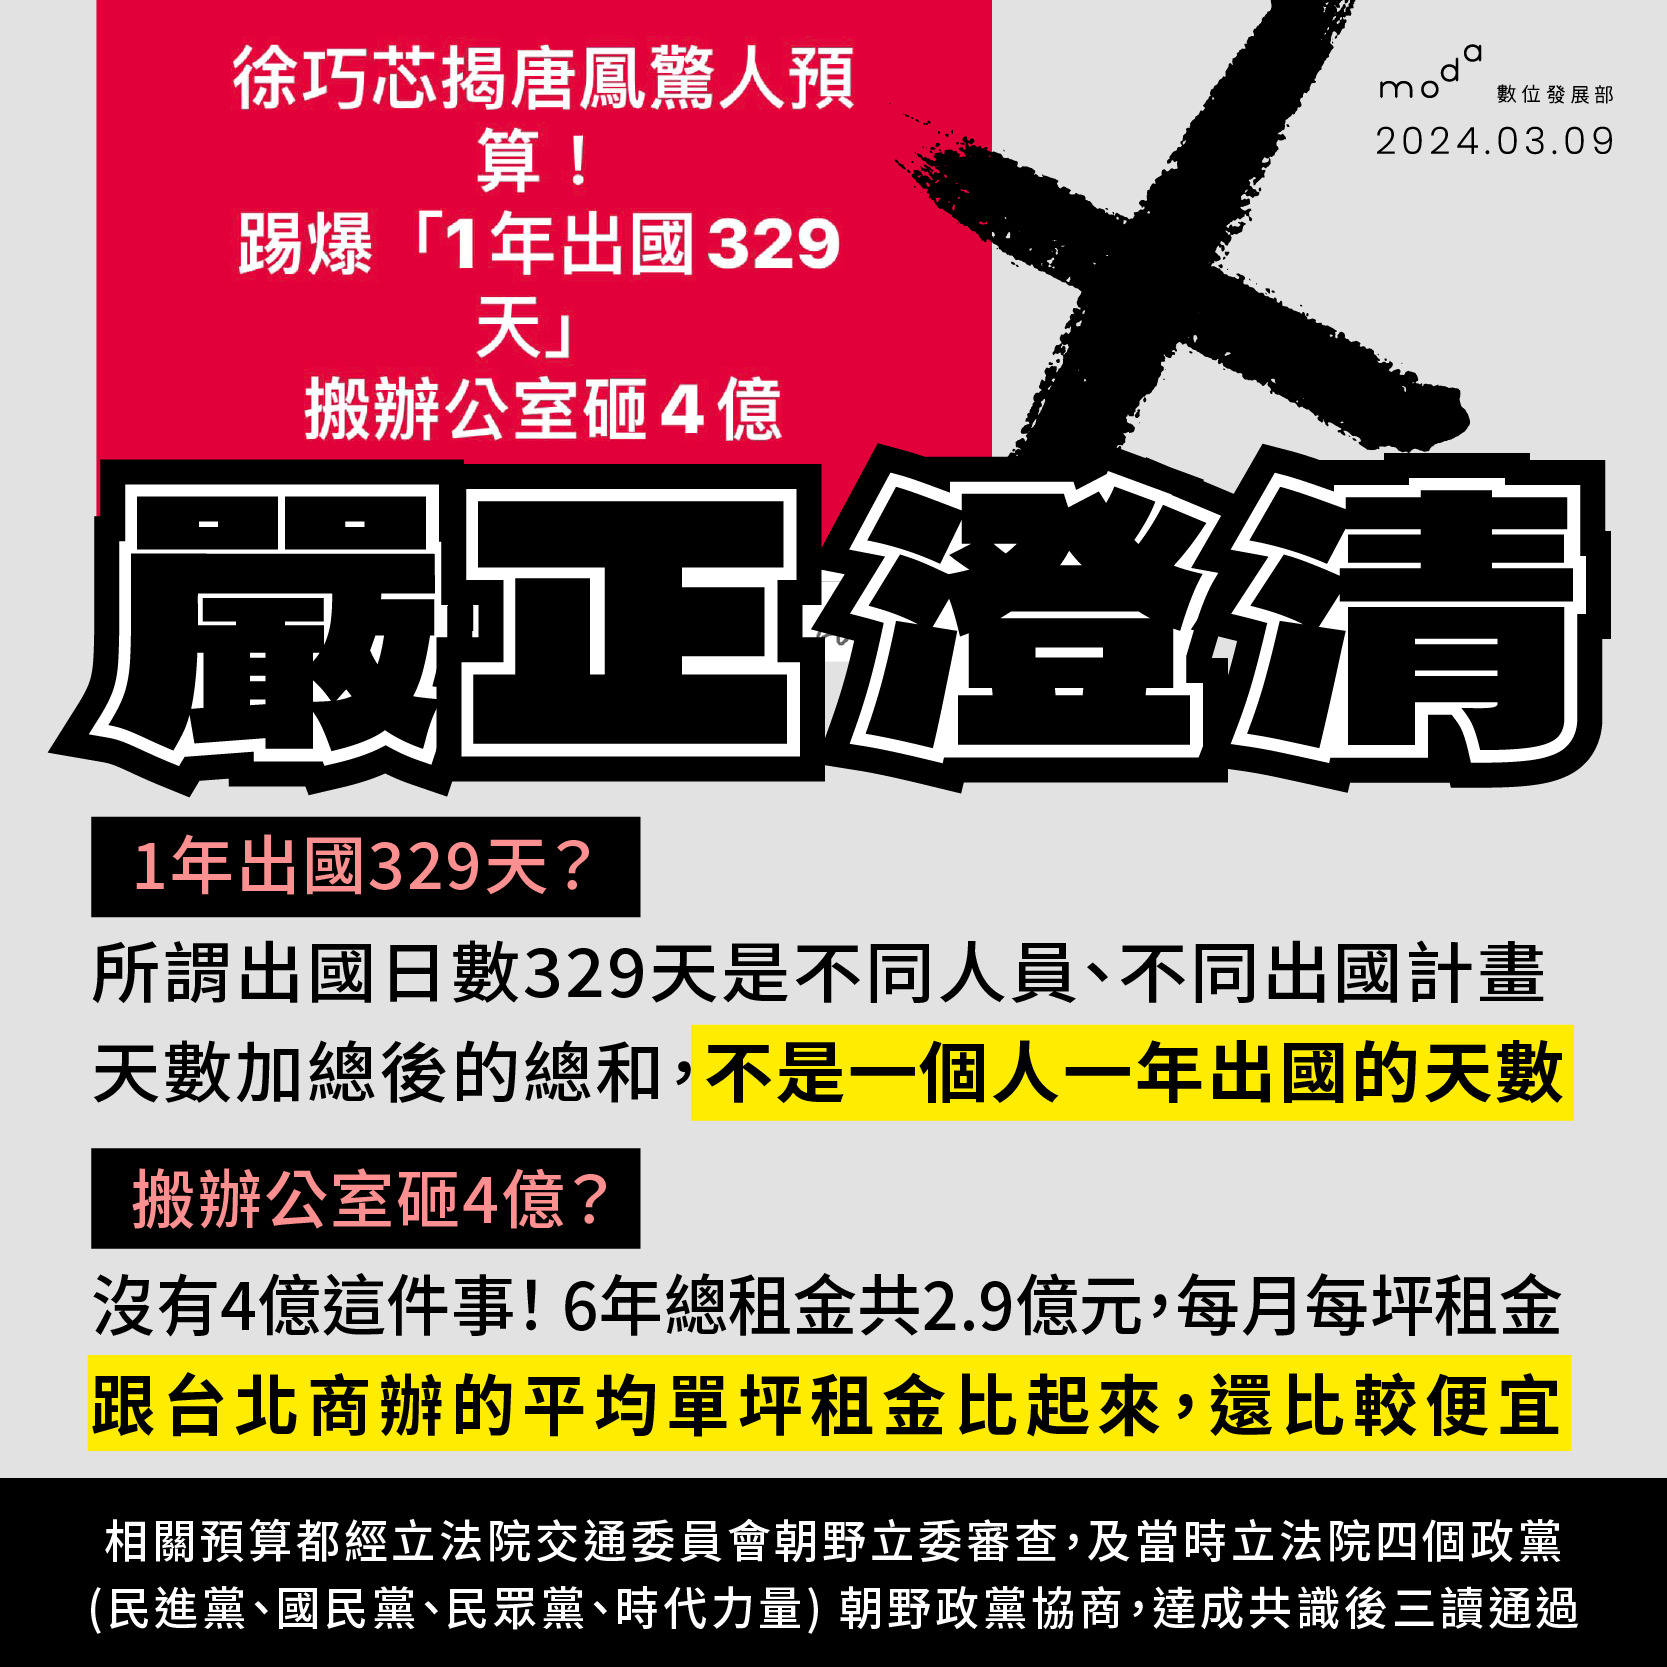 徐巧芯揭唐鳳驚人預
算！
踢爆「1年出國329
天」
搬辦公室砸4億
moda 數位發展部
2024.03.09
嚴正澄清
1年出國329天？
所謂出國日數329天是不同人員、不同出國計畫
天數加總後的總和，不是一個人一年出國的天數
搬辦公室砸4億？
沒有4億這件事！6年總租金共2.9億元，每月每坪租金
跟台北商辦的平均單坪租金比起來，還比較便宜
相關預算都經立法院交通委員會朝野立委審查，及當時立法院四個政黨
(民進黨、國民黨、民眾黨、時代力量) 朝野政黨協商，達成共識後三讀通過